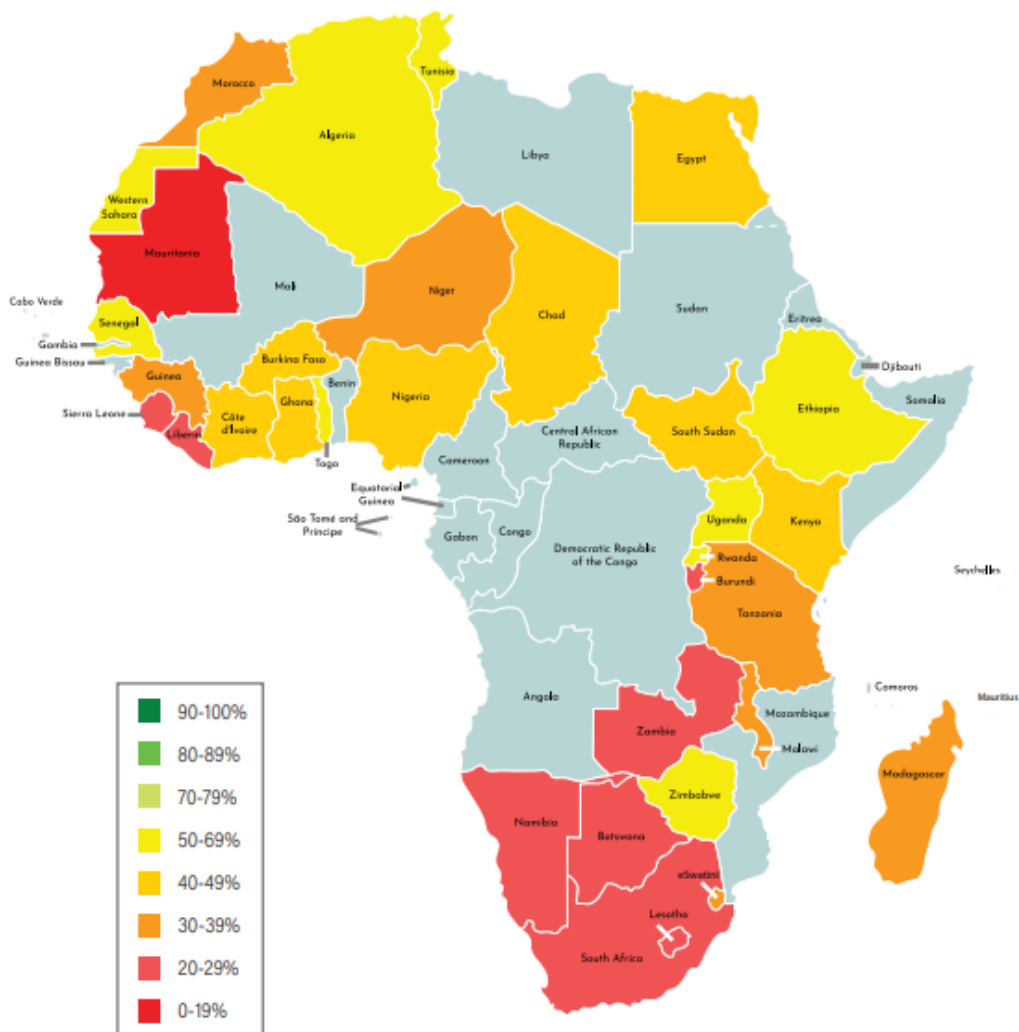 Tunisia
Morocco
Algeria
Libya
Egypt
Western
Sahara
Mauritania
Mali
Niger
Cabo Verde
Chad
Sudan
Senegal
Eritrea
Gambia
Burkina Faso
Guinea Bissau
Djibouti
Guinea
Benin
Nigeria
Somalia
Ghana
Ethiopia
Sierra Leone
Côte
d'Ivoire
Liberia
Central African
Republic
South Sudan
Togo
Cameroon
Equatorial
Guinea
São Tomé and
Príncipe
Uganda
Kenya
Gabon
Congo
Democratic Republic
of the Congo
Rwanda
Seychelles
Burundi
Tanzania
Angola
Comoros
Mauritius
Mozambique
Zambia
Malawi
Madagascar
Zimbabwe
Namibia
Botswana
eSwatini
Lesotho
South Africa
90-100%
80-89%
70-79%
50-69%
40-49%
30-39%
20-29%
0-19%